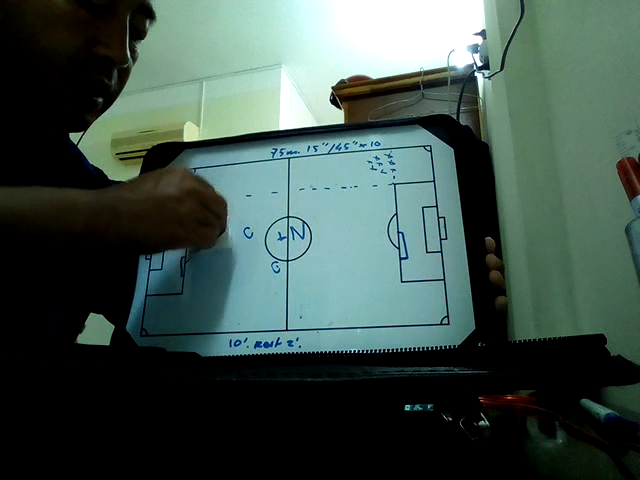 75m. 15"/45" x 10
x x
x x x
x x x
C
+ N
C
10'. Rest 2'.